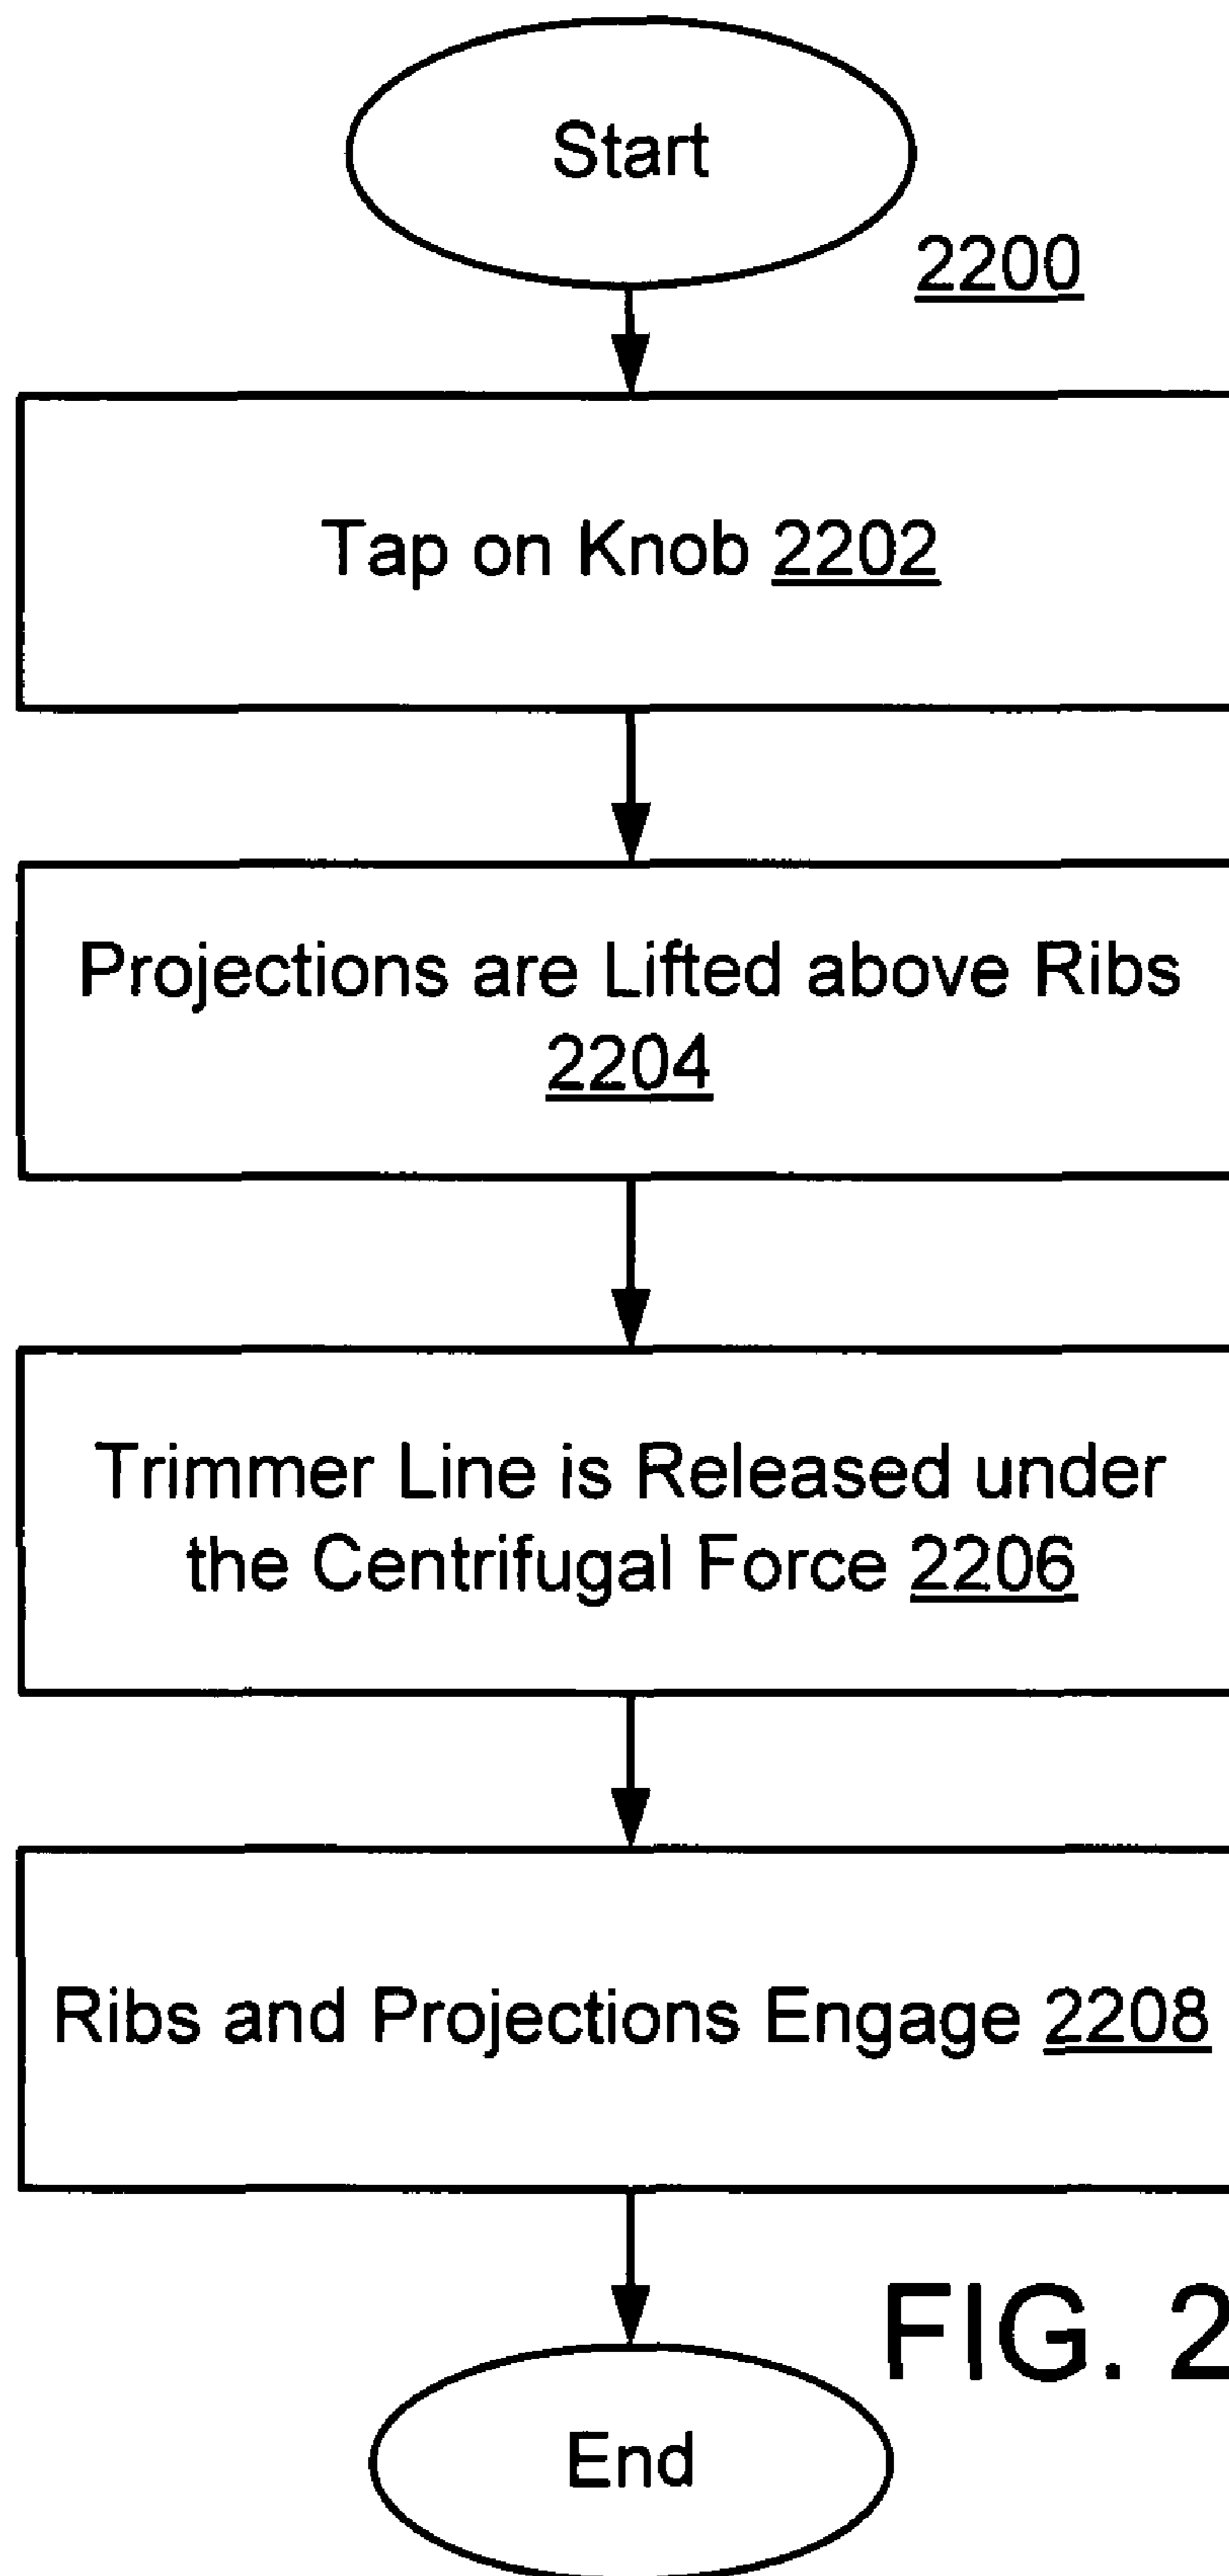 Start
2200
Tap on Knob 2202
Projections are Lifted above Ribs
2204
Trimmer Line is Released under
the Centrifugal Force 2206
Ribs and Projections Engage 2208
FIG. 2
End